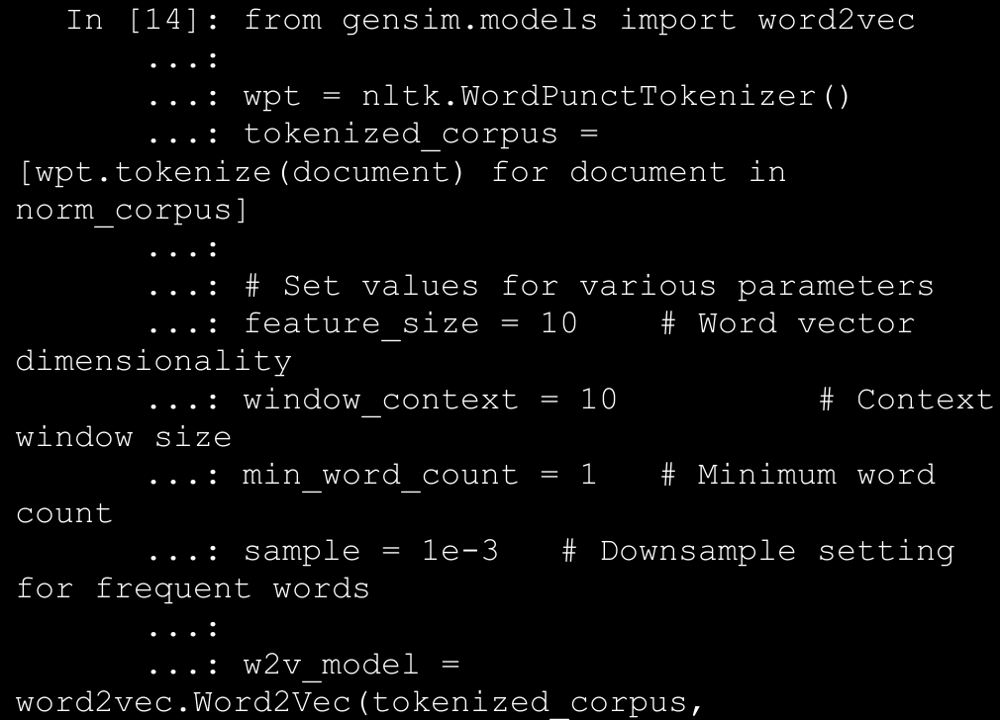 In [14]: from gensim.models import word2vec
...:
...: wpt = nltk.WordPunctTokenizer()
...: tokenized_corpus =
[wpt.tokenize(document) for document in
norm_corpus]
...:
...: # Set values for various parameters
...: feature_size = 10    # Word vector
dimensionality
...: window_context = 10          # Context
window size
...: min_word_count = 1   # Minimum word
count
...: sample = 1e-3   # Downsample setting
for frequent words
...:
...: w2v_model =
word2vec.Word2Vec(tokenized_corpus,